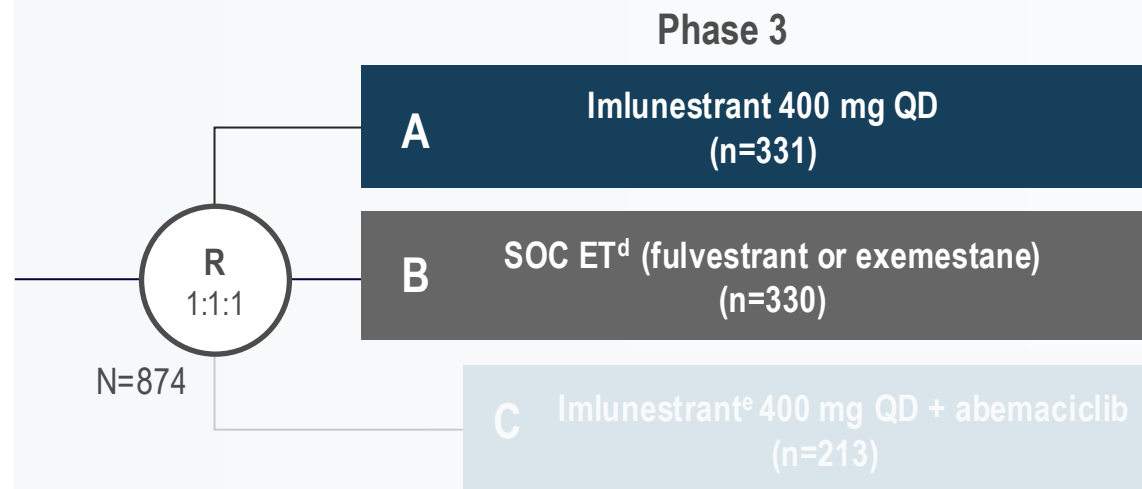 Phase 3
A
Imlunestrant 400 mg QD
(n=331)
R
1:1:1
N=874
B
SOC ETᵈ (fulvestrant or exemestane)
(n=330)
C
Imlunestrantᵉ 400 mg QD + abemaciclib
(n=213)